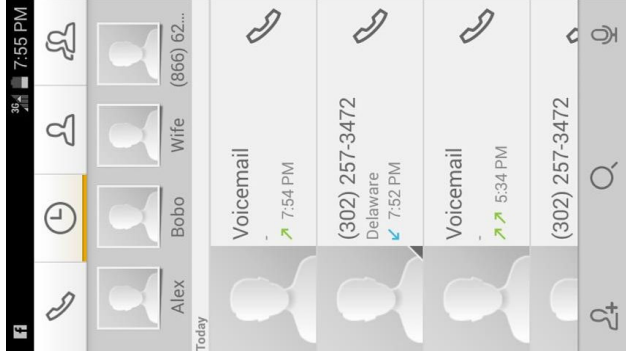 f
3G
7:55 PM
Alex
Bobo
Wife
(866) 62...
Today
Voicemail
-
7:54 PM
(302) 257-3472
Delaware
7:52 PM
Voicemail
-
5:34 PM
(302) 257-3472